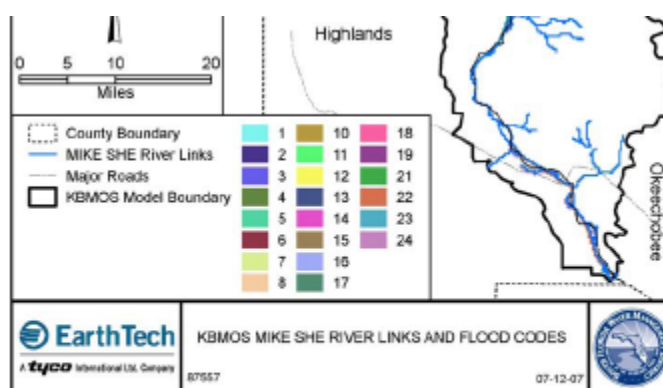 Highlands
0 5 10 20
Miles
Okeechobee
County Boundary
MIKE SHE River Links
Major Roads
KBMOS Model Boundary
1 10 18
2 11 19
3 12 21
4 13 22
5 14 23
6 15 24
7 16
8 17
EarthTech
A tyco International Ltd. Company
KBMOS MIKE SHE RIVER LINKS AND FLOOD CODES
87557
07-12-07